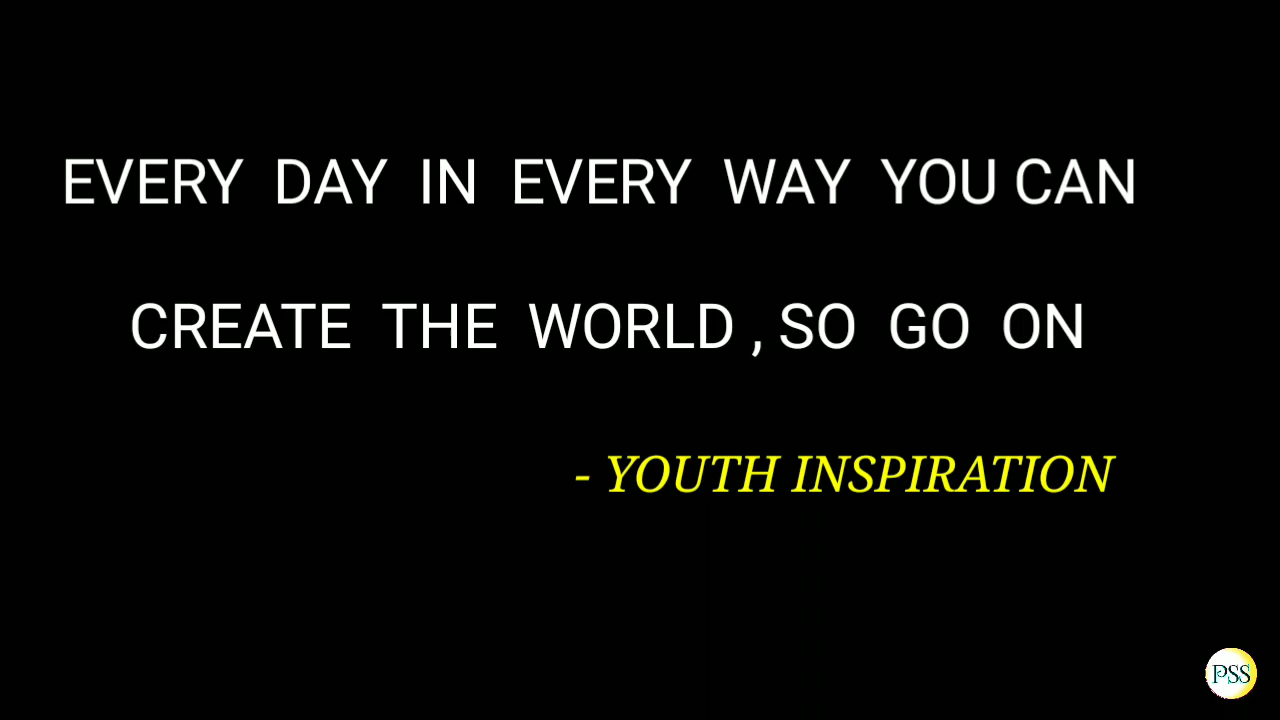 EVERY DAY IN EVERY WAY YOU CAN
CREATE THE WORLD , SO GO ON
- YOUTH INSPIRATION
PSS